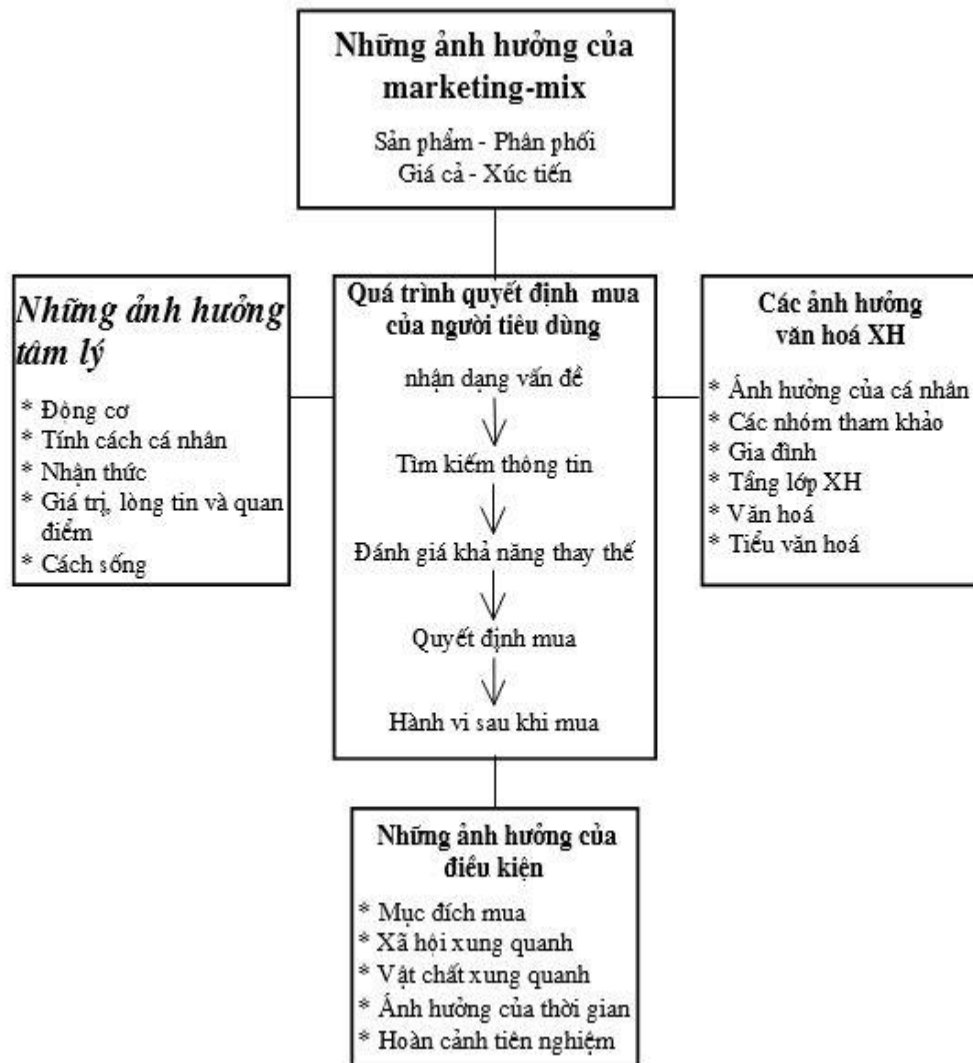 Những ảnh hưởng của
marketing-mix
Sản phẩm - Phân phối
Giá cả - Xúc tiến
Những ảnh hưởng
tâm lý
* Động cơ
* Tính cách cá nhân
* Nhận thức
* Giá trị, lòng tin và quan
điểm
* Cách sống
Quá trình quyết định mua
của người tiêu dùng
nhận dạng vấn đề
Tìm kiếm thông tin
Đánh giá khả năng thay thế
Quyết định mua
Hành vi sau khi mua
Các ảnh hưởng
văn hoá XH
* Ảnh hưởng của cá nhân
* Các nhóm tham khảo
* Gia đình
* Tầng lớp XH
* Văn hoá
* Tiểu văn hoá
Những ảnh hưởng của
điều kiện
* Mục đích mua
* Xã hội xung quanh
* Vật chất xung quanh
* Ảnh hưởng của thời gian
* Hoàn cảnh tiên nghiệm